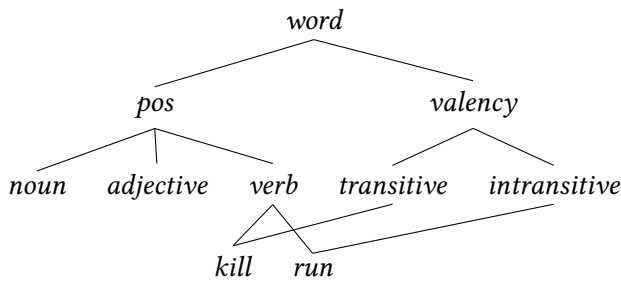 word
pos valency
noun adjective verb transitive intransitive
kill run